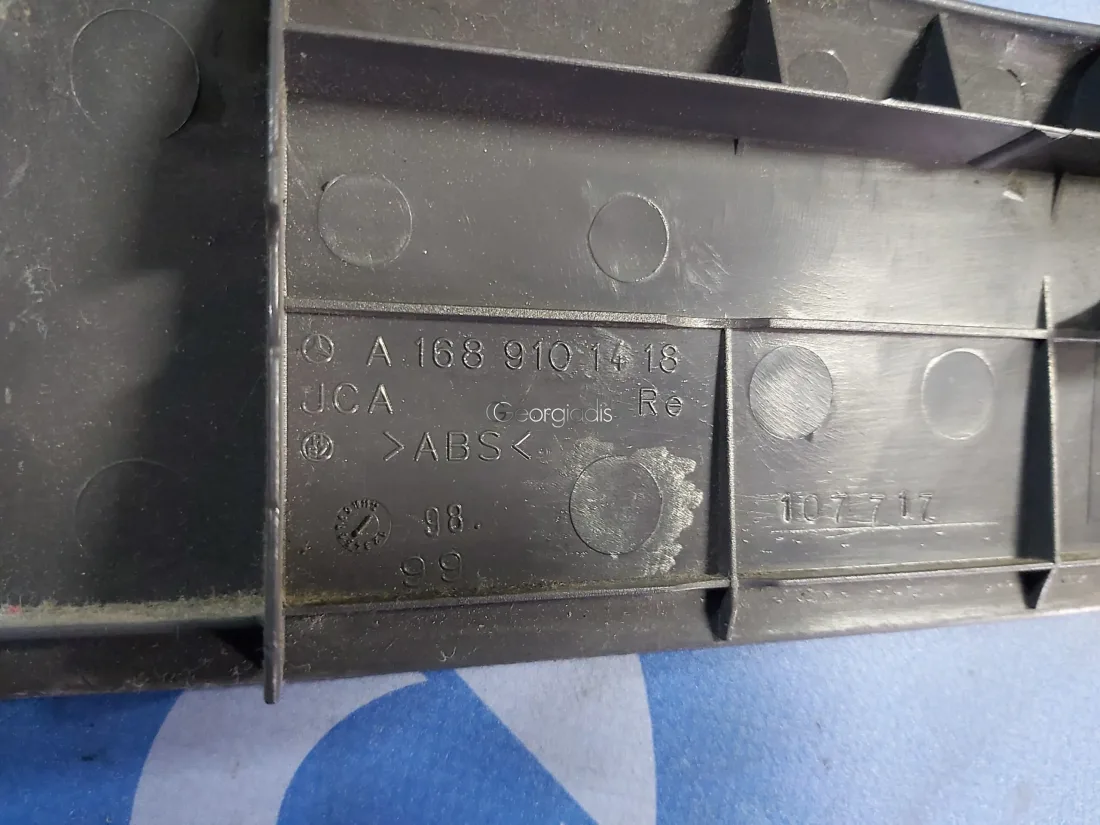 A 168 910 14 18
JCA Re
Georgiadis
>ABS<
98.
99
107 717